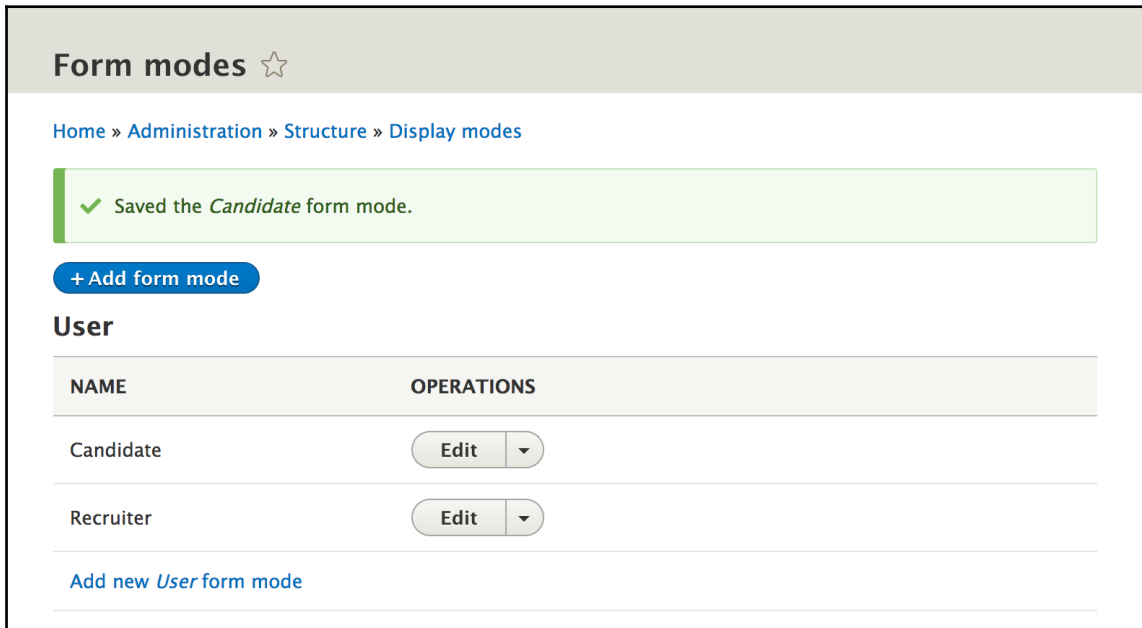 Form modes
Home » Administration » Structure » Display modes
Saved the Candidate form mode.
+ Add form mode
User
NAME OPERATIONS
Candidate Edit
Recruiter Edit
Add new User form mode